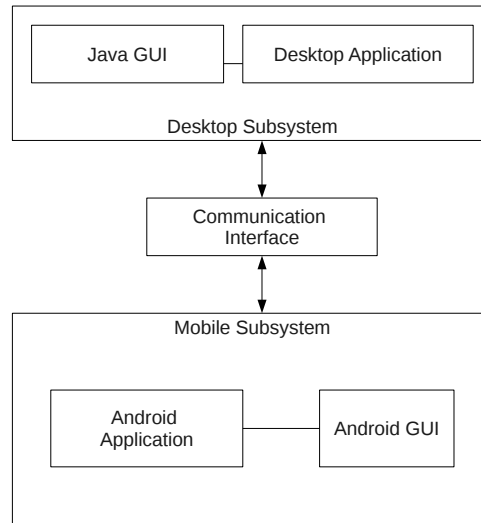 Java GUI
Desktop Application
Desktop Subsystem
Communication
Interface
Mobile Subsystem
Android
Application
Android GUI